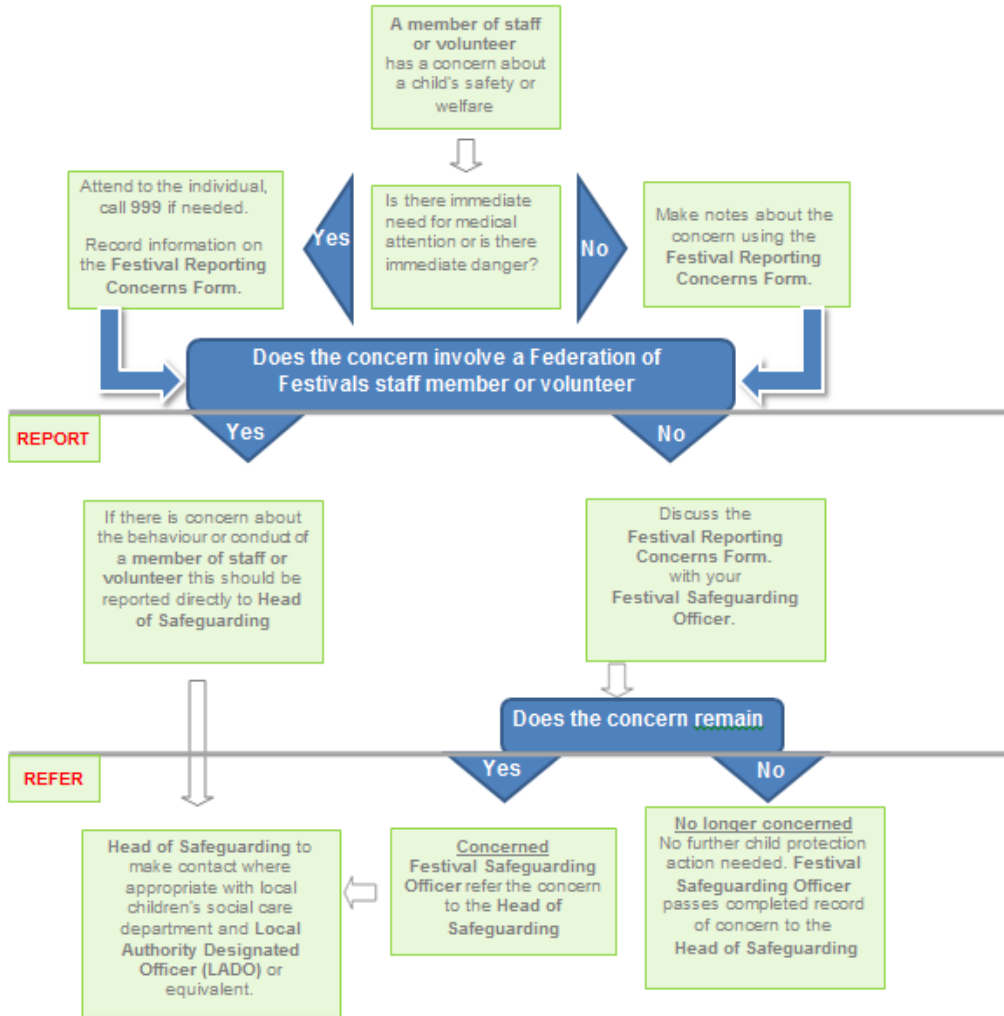 A member of staff
or volunteer
has a concern about
a child's safety or
welfare
Attend to the individual,
call 999 if needed.
Record information on
the Festival Reporting
Concerns Form.
Yes
Is there immediate
need for medical
attention or is there
immediate danger?
No
Make notes about the
concern using the
Festival Reporting
Concerns Form.
Does the concern involve a Federation of
Festivals staff member or volunteer
REPORT
Yes
No
If there is concern about
the behaviour or conduct of
a member of staff or
volunteer this should be
reported directly to Head
of Safeguarding
Discuss the
Festival Reporting
Concerns Form.
with your
Festival Safeguarding
Officer.
Does the concern remain
REFER
Yes
No
Head of Safeguarding to
make contact where
appropriate with local
children's social care
department and Local
Authority Designated
Officer (LADO) or
equivalent.
Concerned
Festival Safeguarding
Officer refer the concern
to the Head of
Safeguarding
No longer concerned
No further child protection
action needed. Festival
Safeguarding Officer
passes completed record
of concern to the
Head of Safeguarding